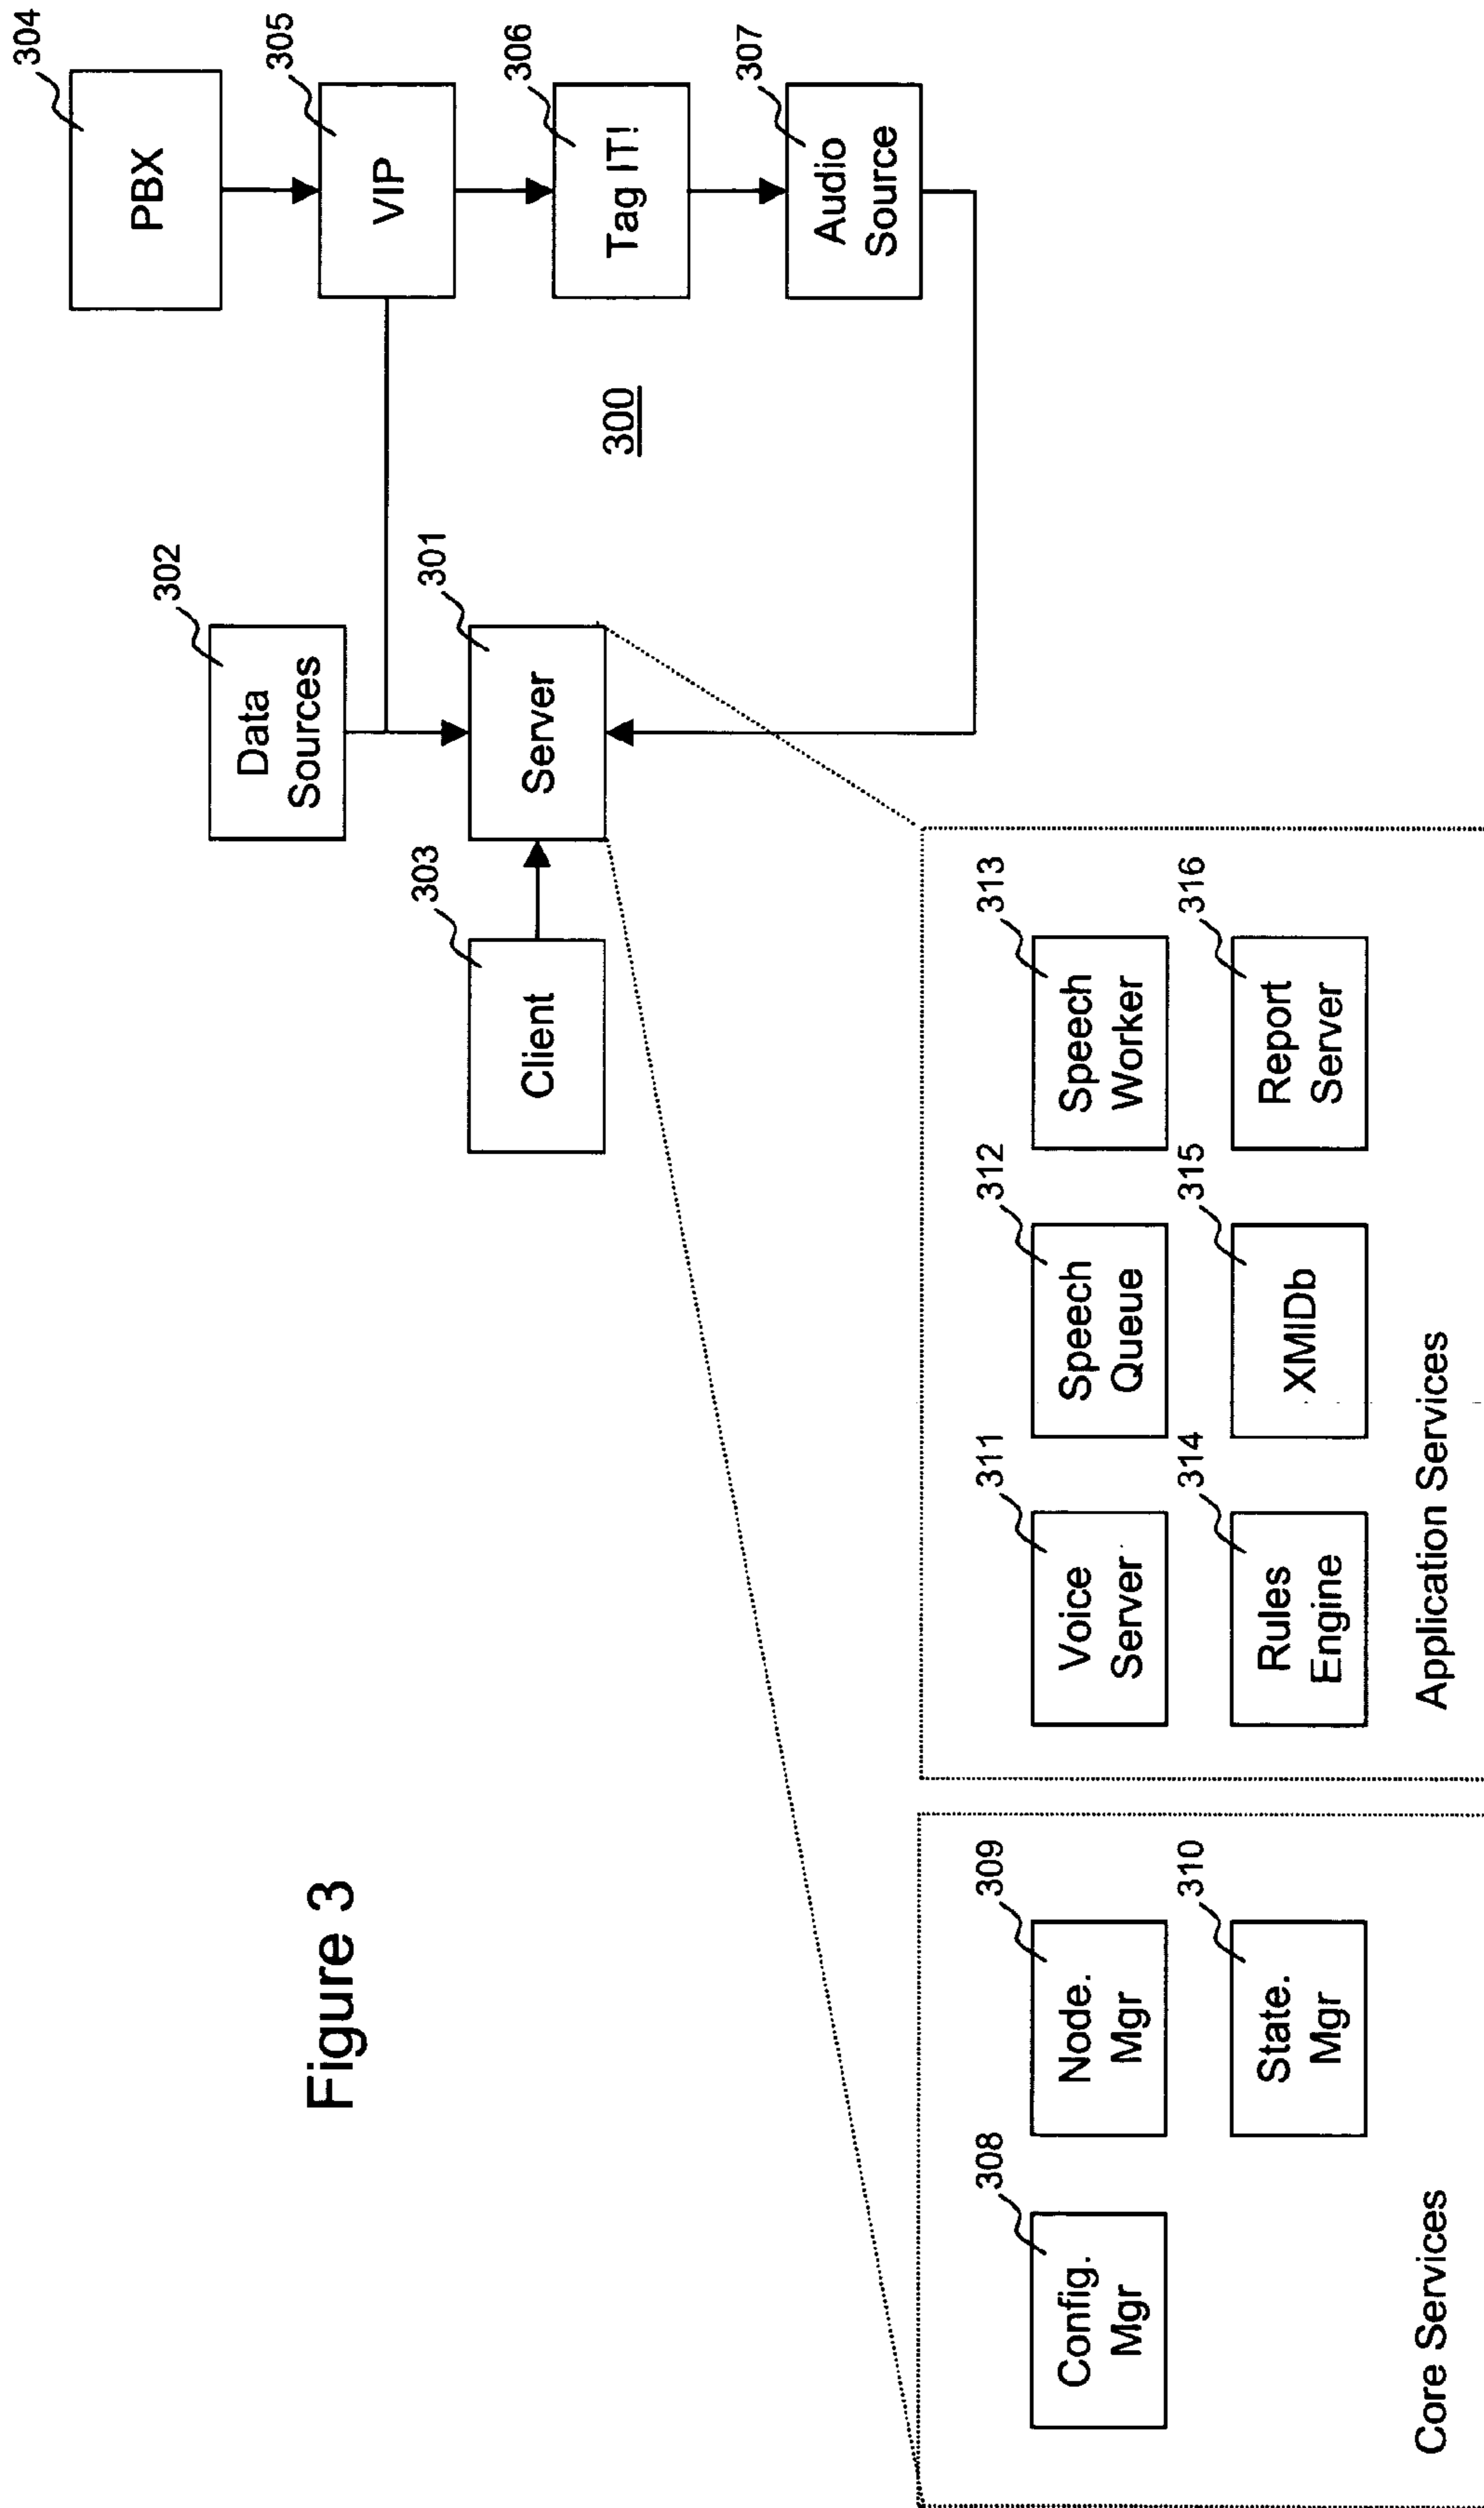 Figure 3
304
PBX
302
Data
Sources
305
VIP
303
Client
301
Server
306
Tag IT!
300
307
Audio
Source
308
Config.
Mgr
309
Node.
Mgr
310
State.
Mgr
Core Services
311
Voice
Server
312
Speech
Queue
313
Speech
Worker
314
Rules
Engine
315
XMIDb
316
Report
Server
Application Services